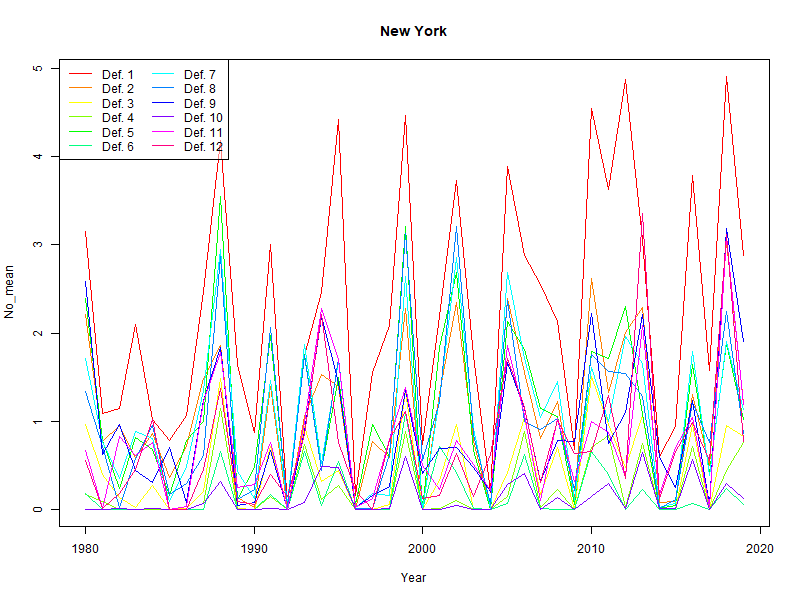 New York
Def. 1 Def. 7
Def. 2 Def. 8
Def. 3 Def. 9
Def. 4 Def. 10
Def. 5 Def. 11
Def. 6 Def. 12
No_mean
5
4
3
2
1
0
1980 1990 2000 2010 2020
Year